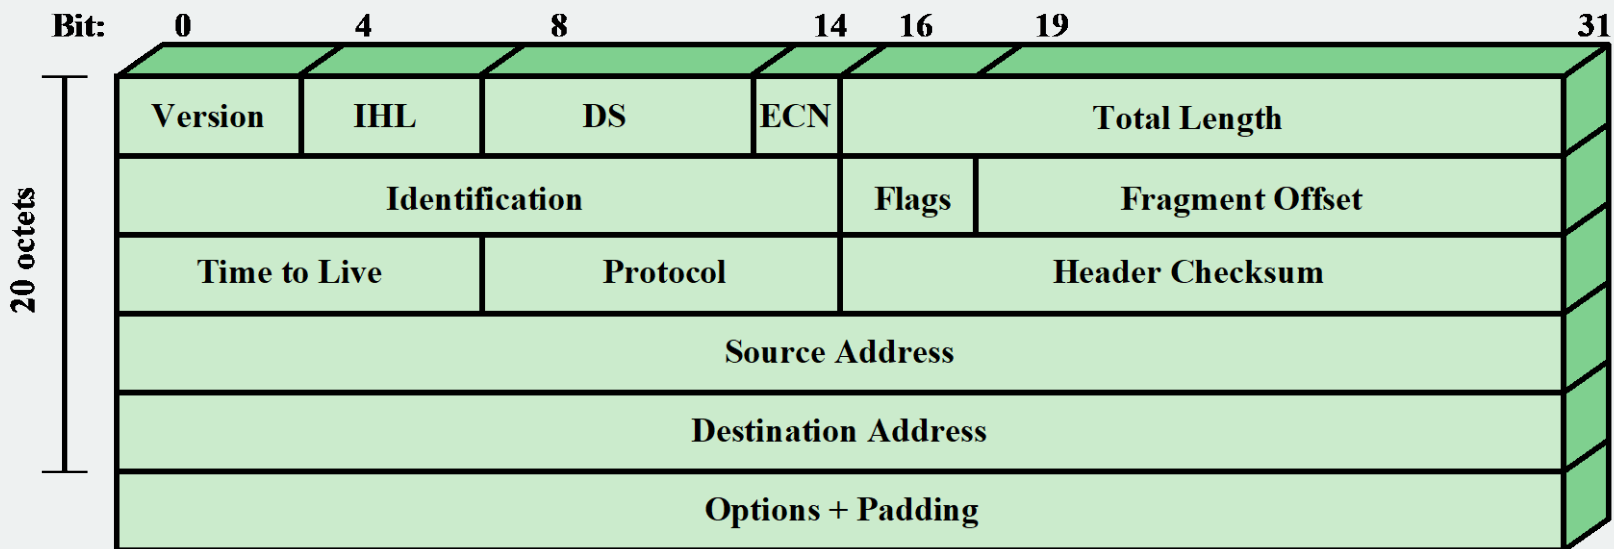 Bit: 0 4 8 14 16 19 31
Version IHL DS ECN Total Length
Identification Flags Fragment Offset
Time to Live Protocol Header Checksum
Source Address
Destination Address
Options + Padding
20 octets